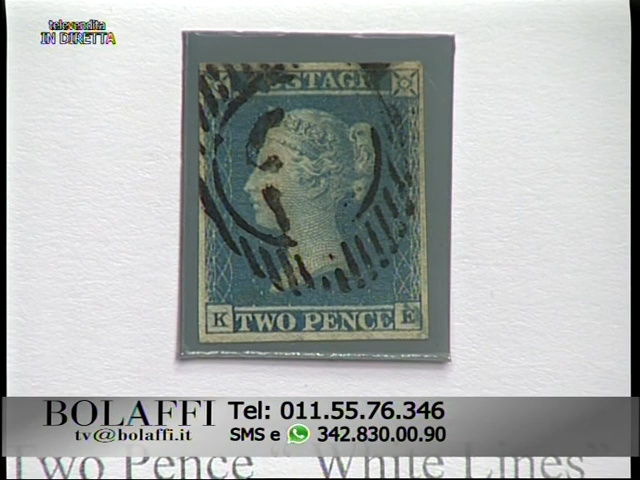 televendita
IN DIRETTA
POSTAGE
K TWO PENCE E
BOLAFFI
tv@bolaffi.it
Tel: 011.55.76.346
SMS e 342.830.00.90
Two Pence " White Lines"